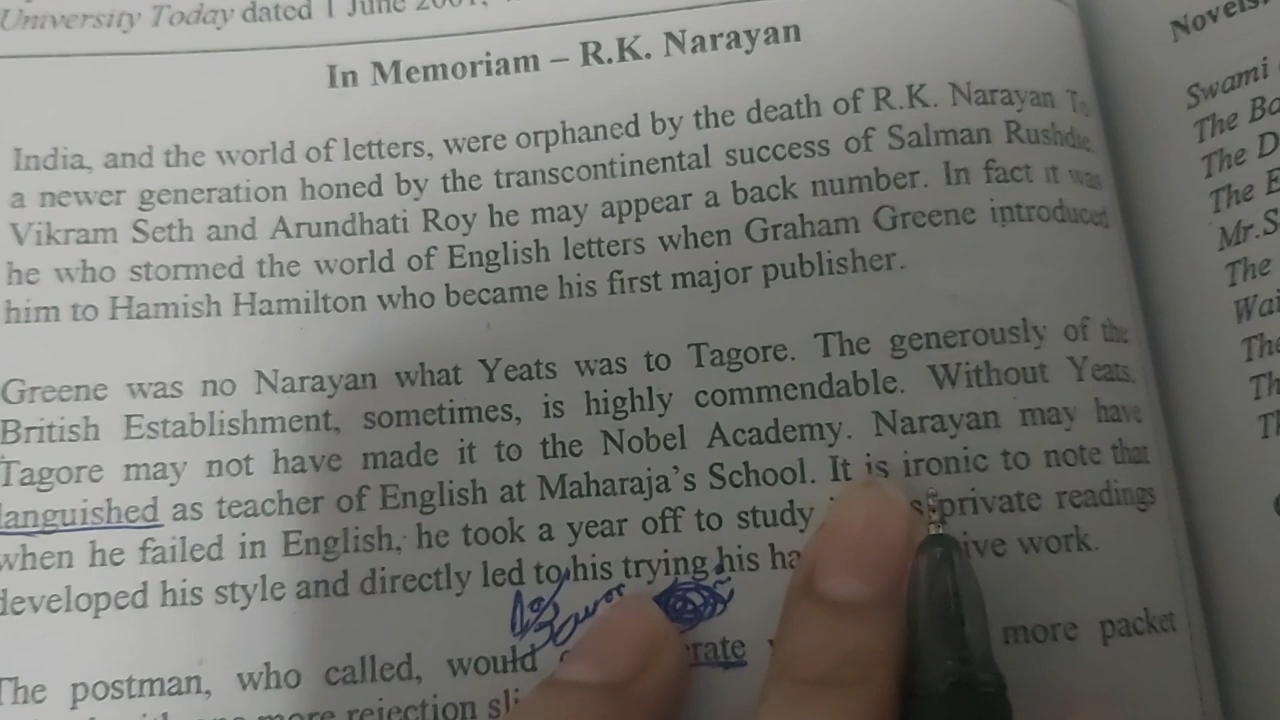 University Today dated 1 June 2001,
Novels
In Memoriam – R.K. Narayan
Swami
India, and the world of letters, were orphaned by the death of R.K. Narayan To
The
a newer generation honed by the transcontinental success of Salman Rushdie,
The
Vikram Seth and Arundhati Roy he may appear a back number. In fact it was
The
he who stormed the world of English letters when Graham Greene introduced
Mr.
him to Hamish Hamilton who became his first major publisher.
The
Greene was no Narayan what Yeats was to Tagore. The generously of the
The
British Establishment, sometimes, is highly commendable. Without Yeats,
Tagore may not have made it to the Nobel Academy. Narayan may have
languished as teacher of English at Maharaja's School. It is ironic to note that
when he failed in English, he took a year off to study private readings
developed his style and directly led to his trying his work.
The postman, who called, would more packet
more rejection